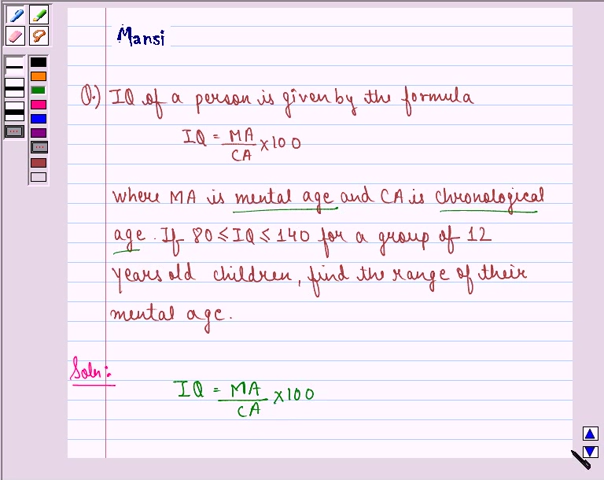 Mansi
Q.) IQ of a person is given by the formula
IQ = MA/CA × 100
where MA is mental age and CA is chronological
age. If 80 ≤ IQ ≤ 140 for a group of 12
years old children, find the range of their
mental age.
Soln:
IQ = MA/CA × 100